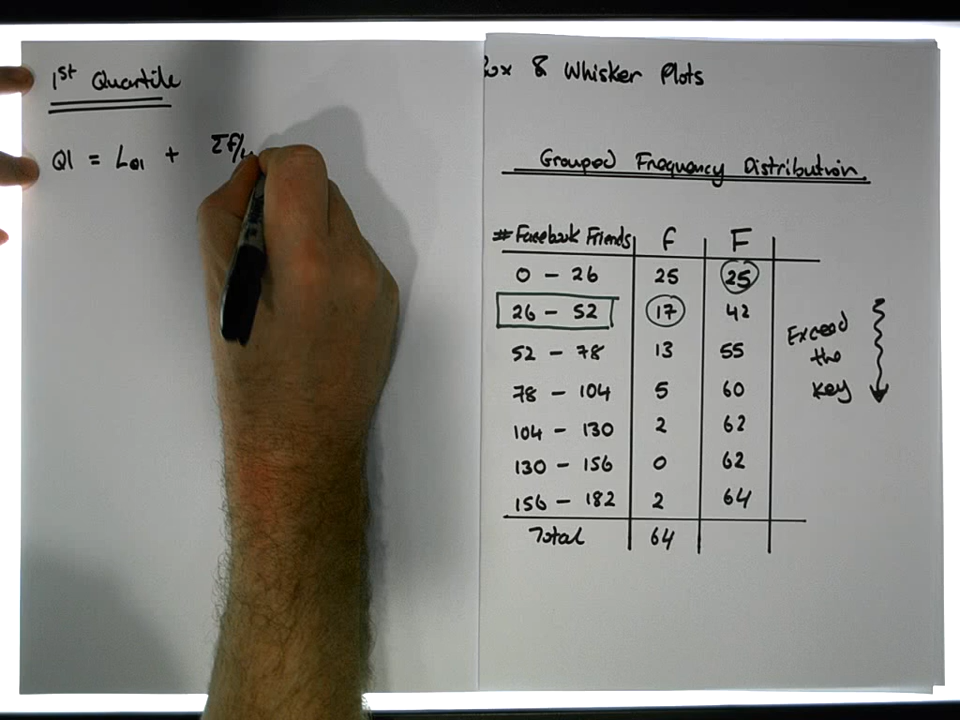 1st Quartile
Q1 = LQ1 + Σf/4
& Whisker Plots
Grouped Frequency Distribution.
# Facebook Friends f F
0 - 26 25 25
26 - 52 17 42
52 - 78 13 55
78 - 104 5 60
104 - 130 2 62
130 - 156 0 62
156 - 182 2 64
Total 64
Exceed
the
key